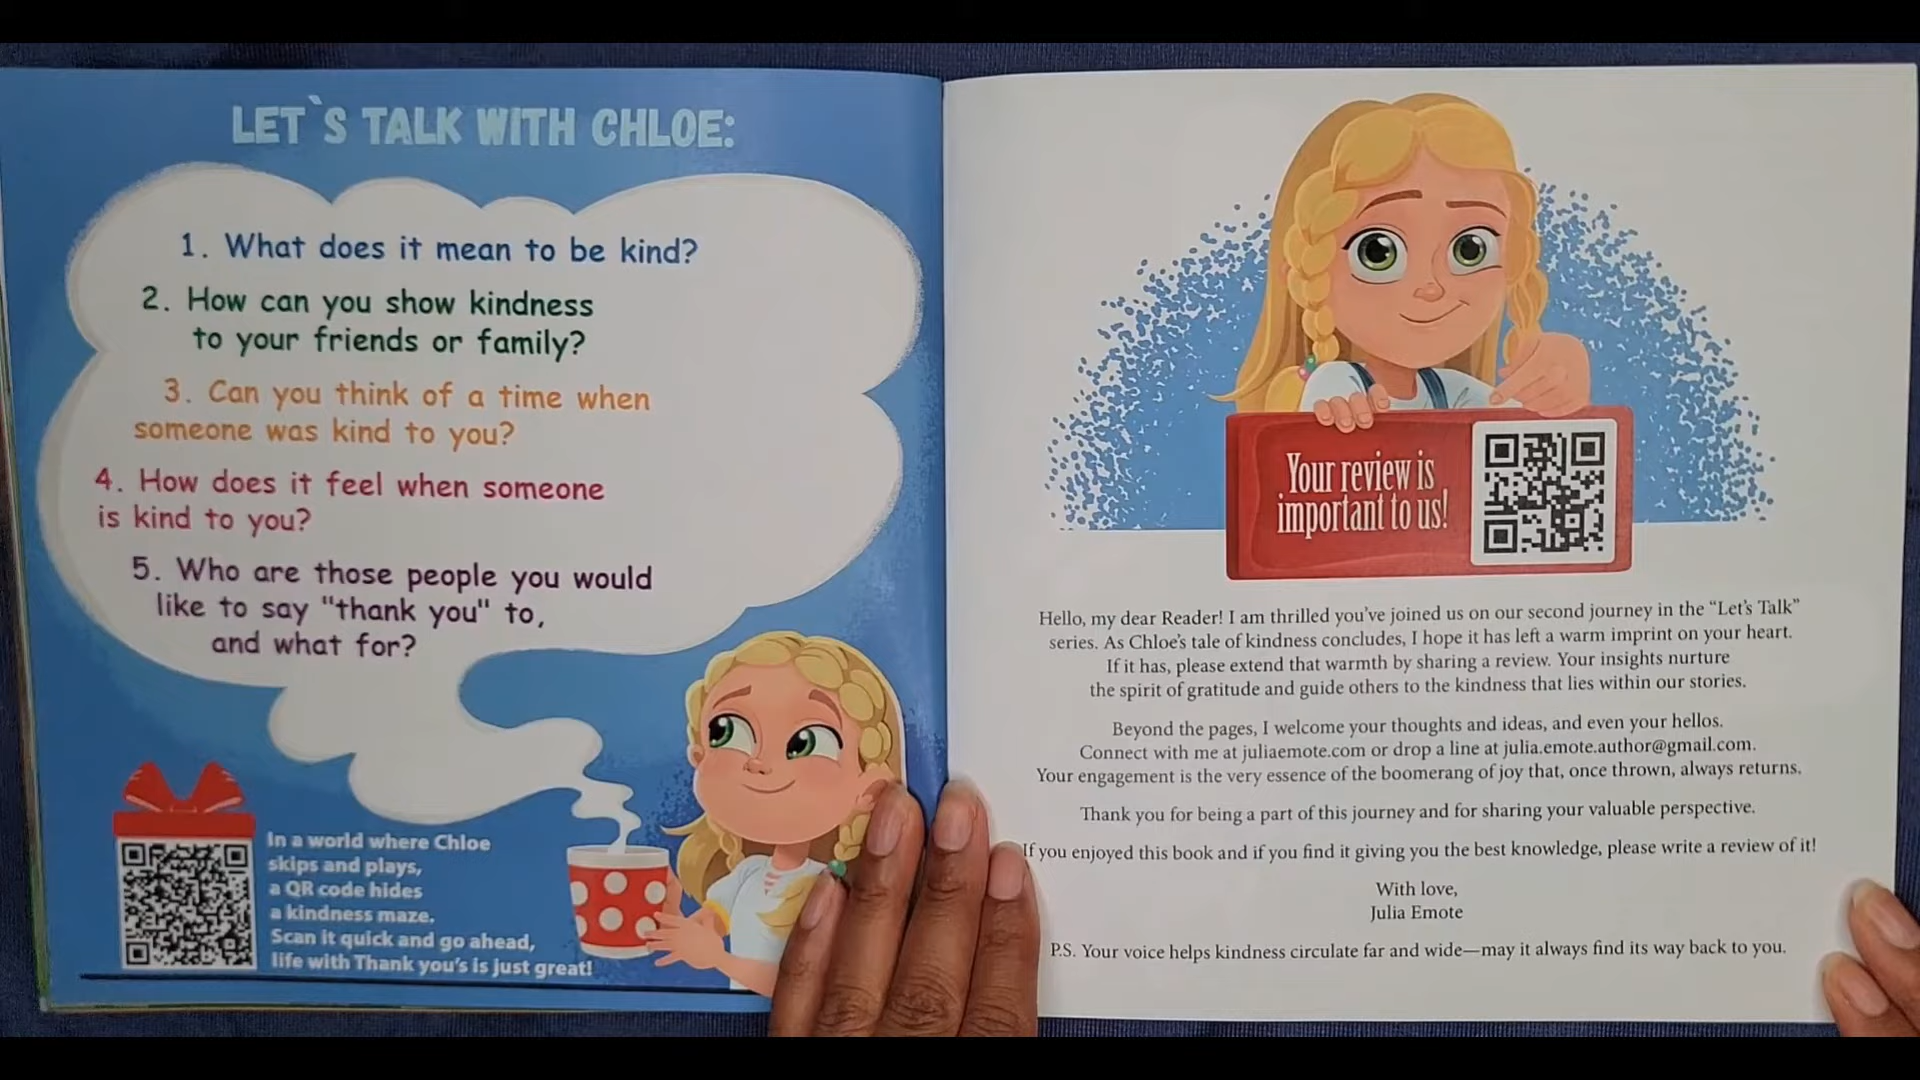 LET`S TALK WITH CHLOE:
1. What does it mean to be kind?
2. How can you show kindness
to your friends or family?
3. Can you think of a time when
someone was kind to you?
4. How does it feel when someone
is kind to you?
5. Who are those people you would
like to say "thank you" to,
and what for?
In a world where Chloe
skips and plays,
a QR code hides
a kindness maze.
Scan it quick and go ahead,
life with Thank you's is just great!
Your review is
important to us!
Hello, my dear Reader! I am thrilled you've joined us on our second journey in the “Let's Talk”
series. As Chloe's tale of kindness concludes, I hope it has left a warm imprint on your heart.
If it has, please extend that warmth by sharing a review. Your insights nurture
the spirit of gratitude and guide others to the kindness that lies within our stories.
Beyond the pages, I welcome your thoughts and ideas, and even your hellos.
Connect with me at juliaemote.com or drop a line at julia.emote.author@gmail.com.
Your engagement is the very essence of the boomerang of joy that, once thrown, always returns.
Thank you for being a part of this journey and for sharing your valuable perspective.
If you enjoyed this book and if you find it giving you the best knowledge, please write a review of it!
With love,
Julia Emote
P.S. Your voice helps kindness circulate far and wide—may it always find its way back to you.